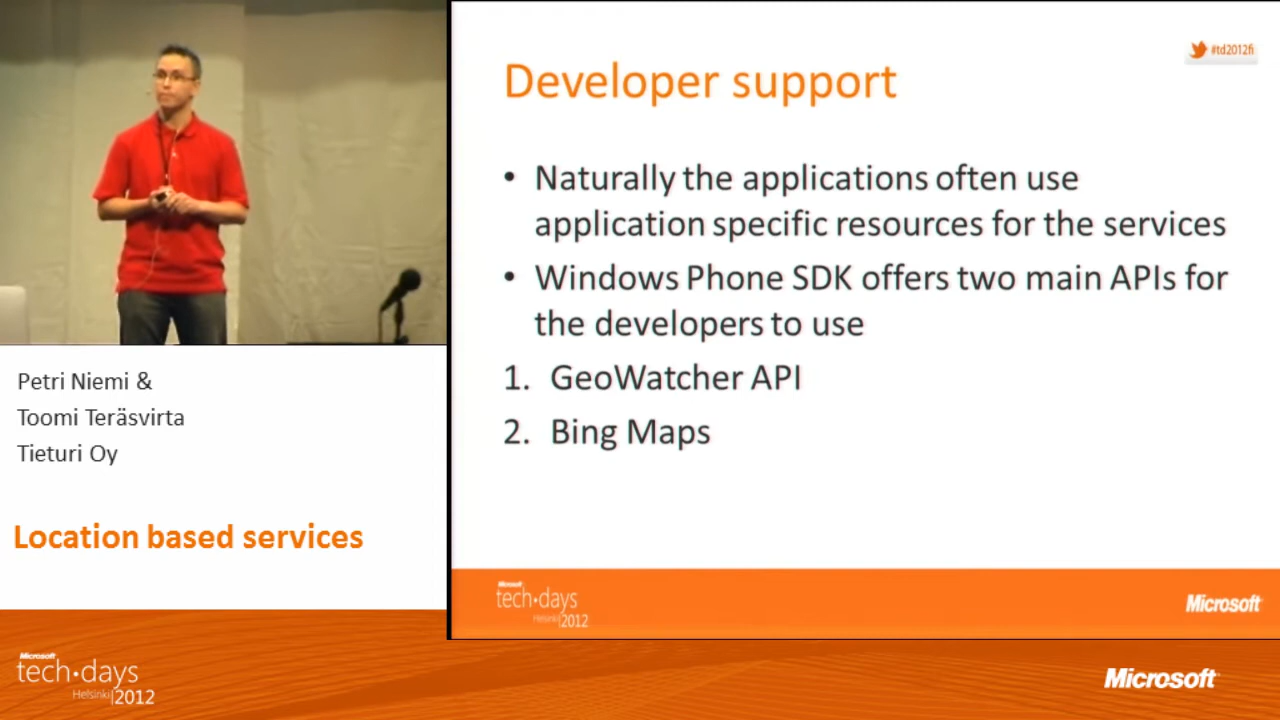 #td2012fi
Developer support
• Naturally the applications often use
application specific resources for the services
• Windows Phone SDK offers two main APIs for
the developers to use
1. GeoWatcher API
2. Bing Maps
Microsoft
tech·days
Helsinki|2012
Microsoft
Petri Niemi &
Toomi Teräsvirta
Tieturi Oy
Location based services
Microsoft
tech·days
Helsinki|2012
Microsoft